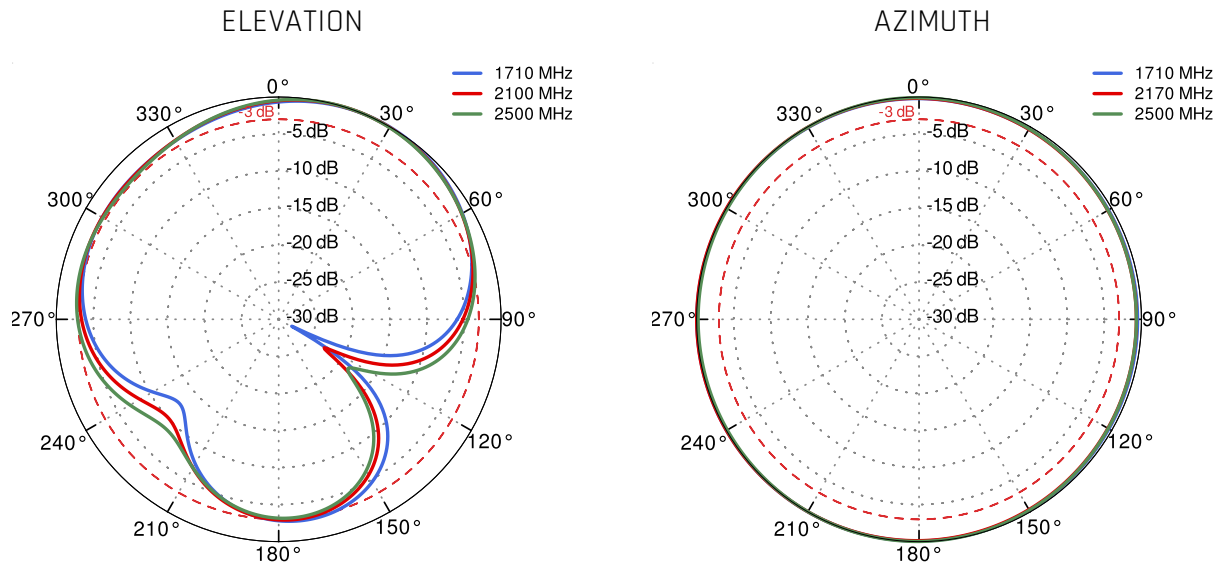 ELEVATION
1710 MHz
2100 MHz
2500 MHz
0°
30°
60°
90°
120°
150°
180°
210°
240°
270°
300°
330°
-3 dB
-5 dB
-10 dB
-15 dB
-20 dB
-25 dB
-30 dB
AZIMUTH
1710 MHz
2170 MHz
2500 MHz
0°
30°
60°
90°
120°
150°
180°
210°
240°
270°
300°
330°
-3 dB
-5 dB
-10 dB
-15 dB
-20 dB
-25 dB
-30 dB